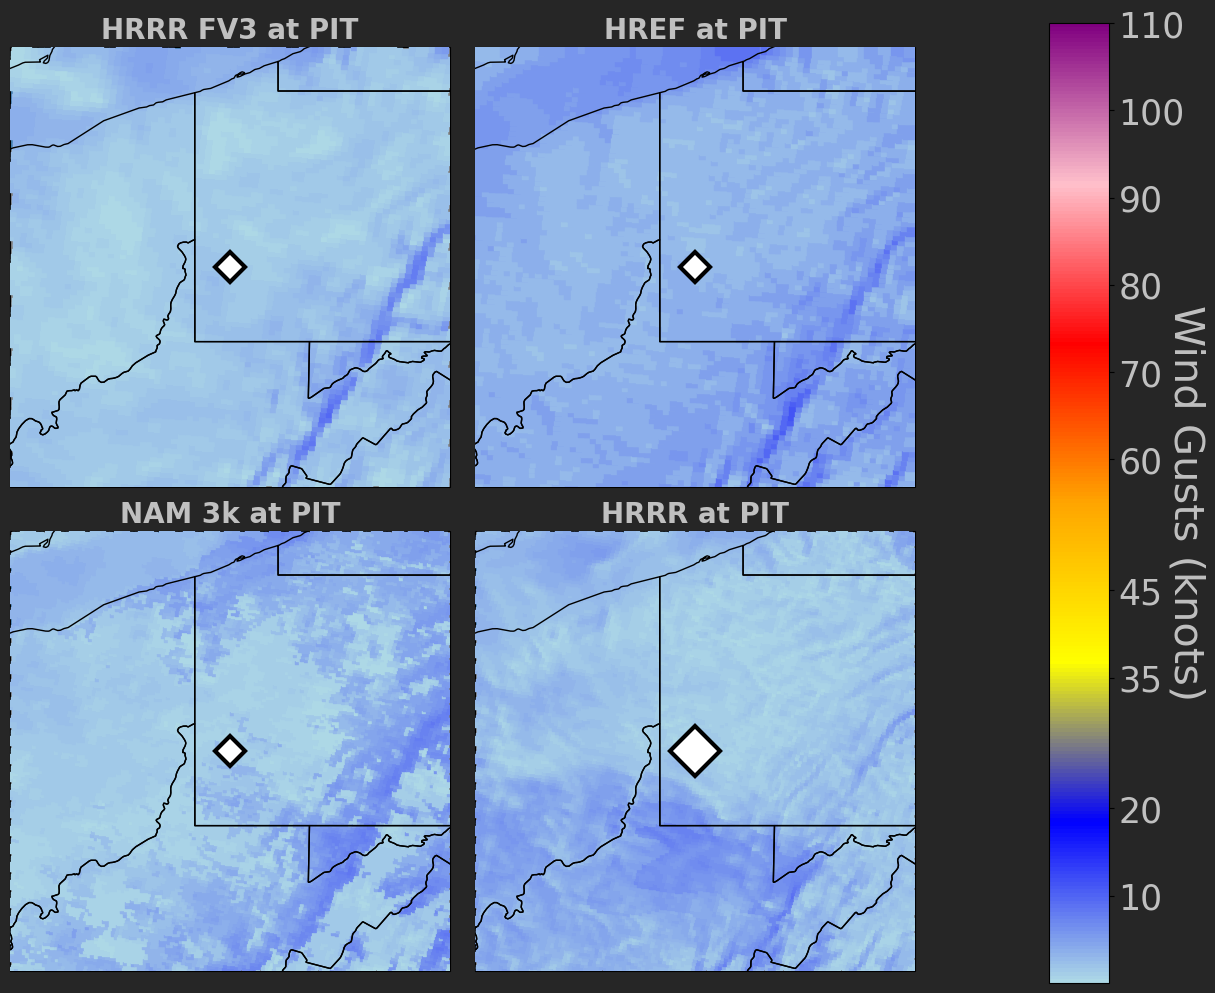 HRRR FV3 at PIT
HREF at PIT
NAM 3k at PIT
HRRR at PIT
110
100
90
80
70
60
45
35
20
10
Wind Gusts (knots)